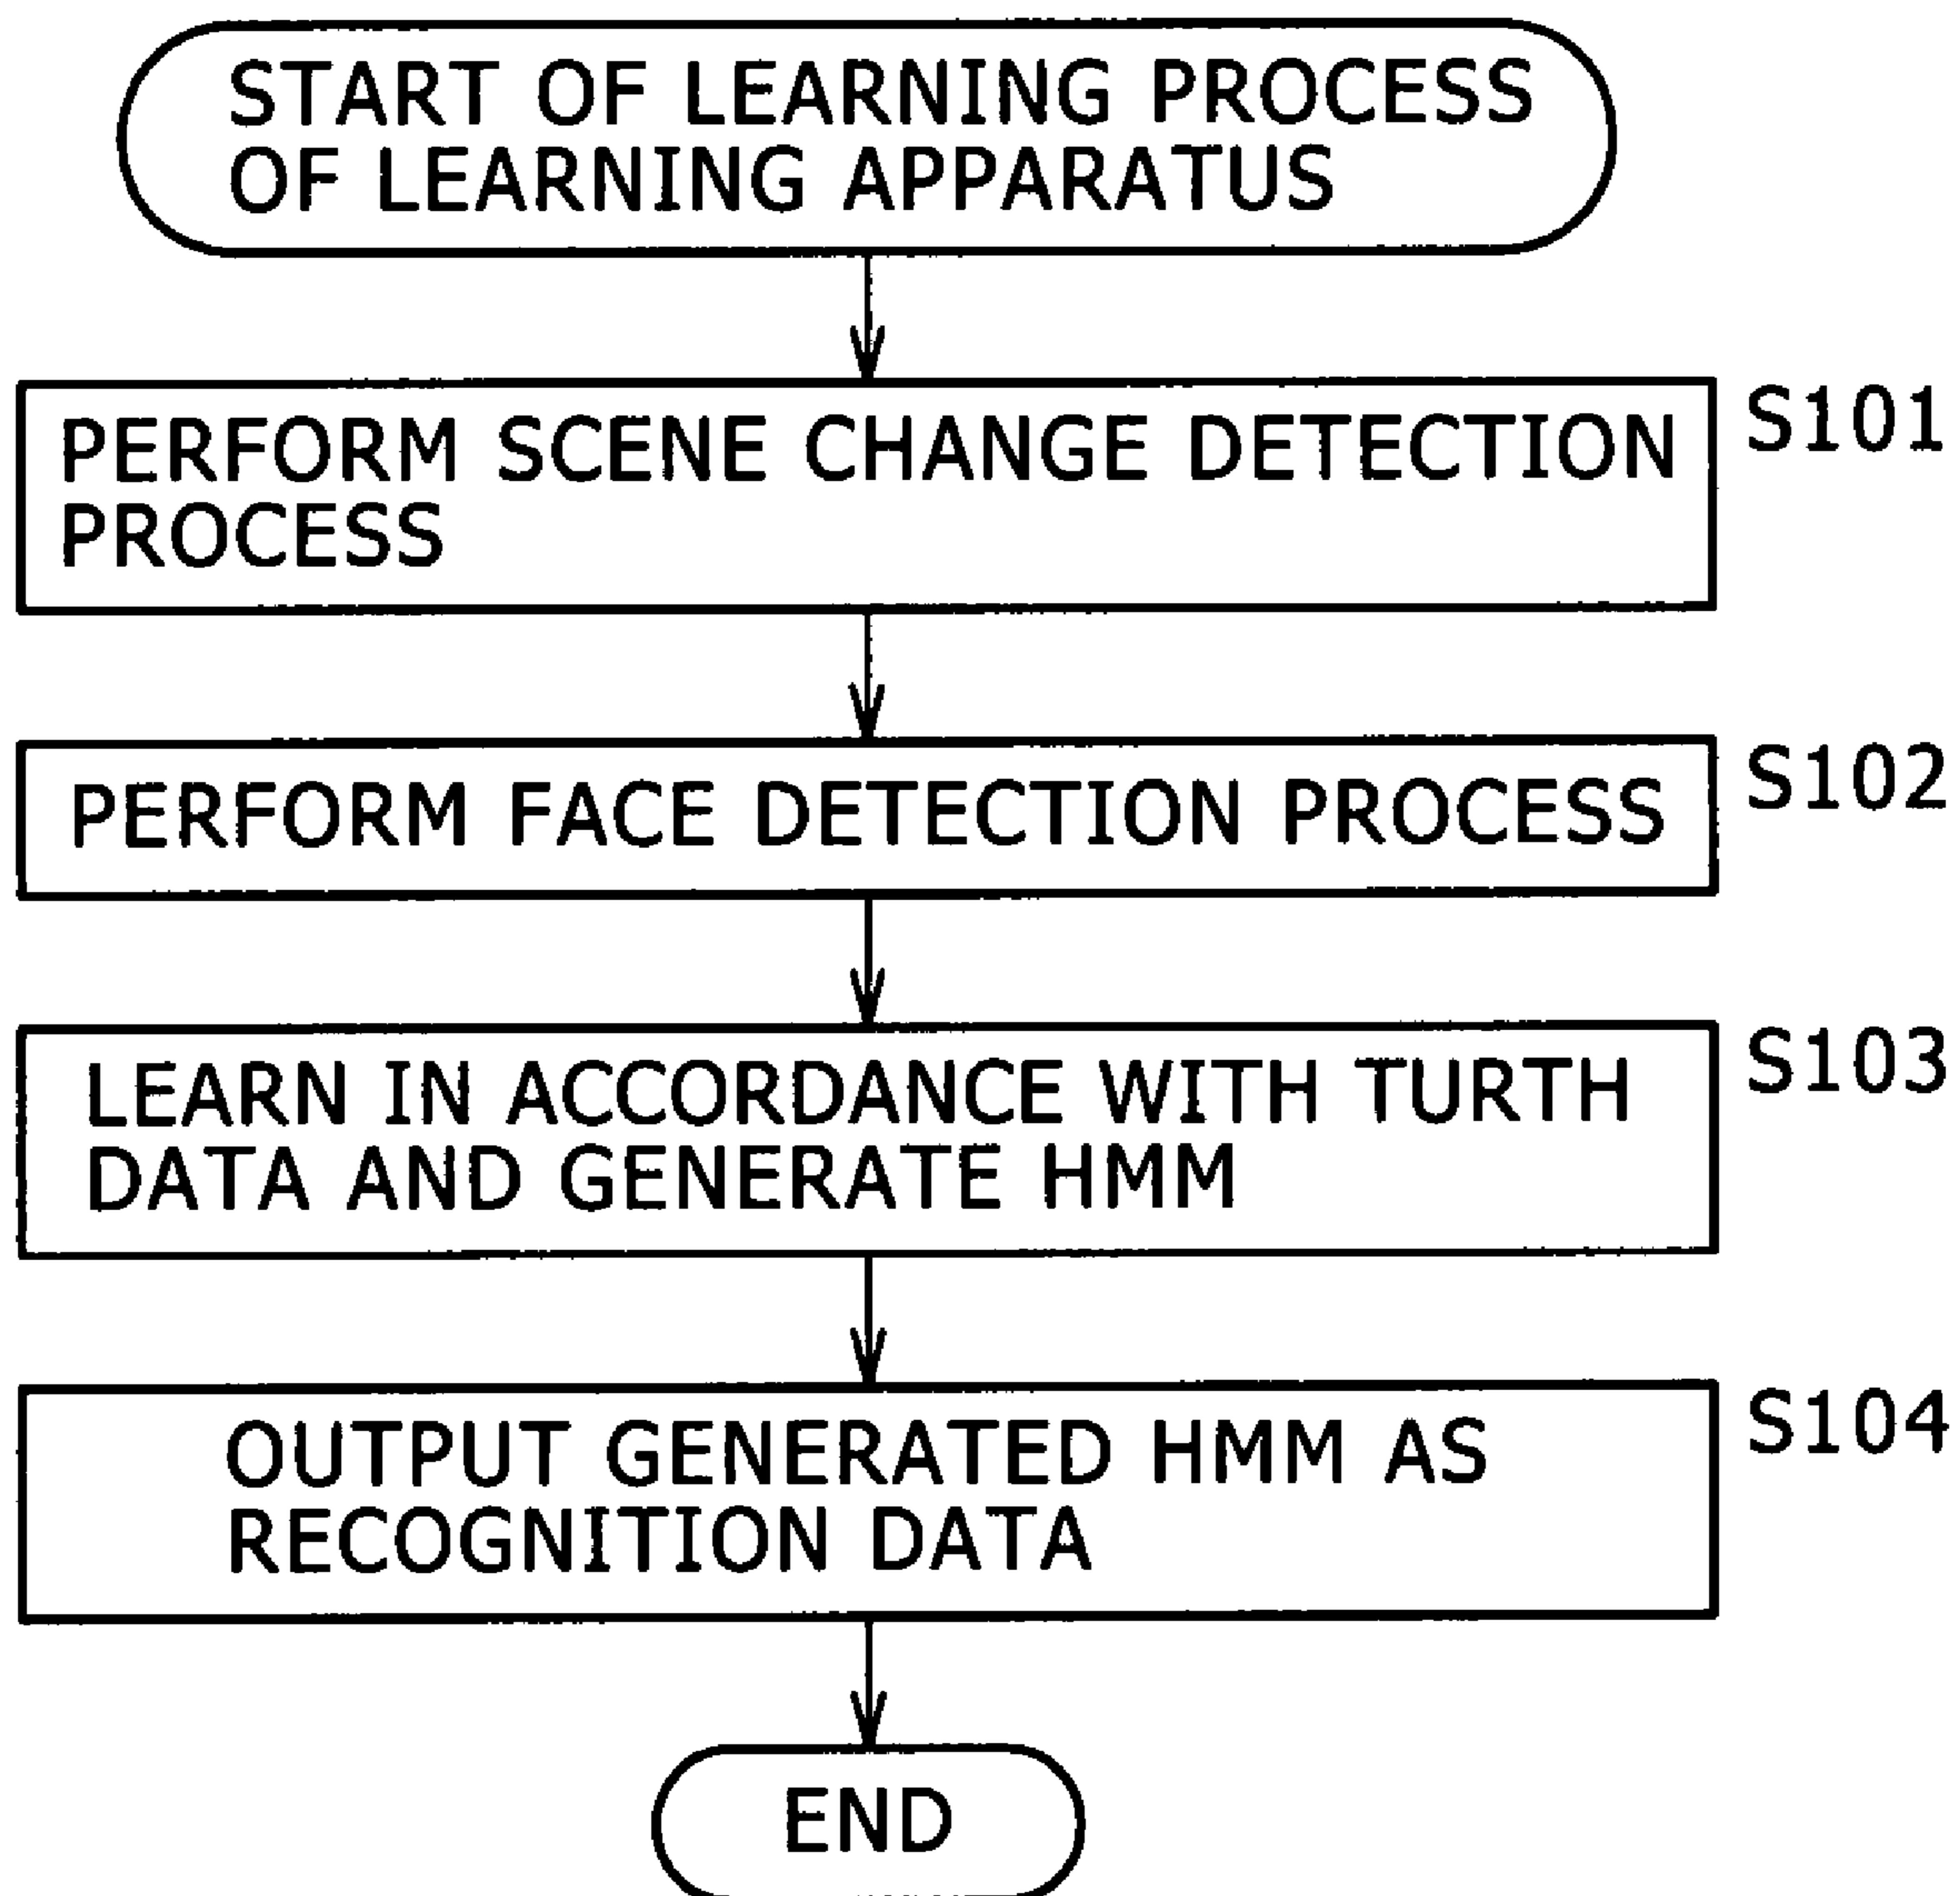 START OF LEARNING PROCESS
OF LEARNING APPARATUS
PERFORM SCENE CHANGE DETECTION
PROCESS
S101
PERFORM FACE DETECTION PROCESS
S102
LEARN IN ACCORDANCE WITH TURTH
DATA AND GENERATE HMM
S103
OUTPUT GENERATED HMM AS
RECOGNITION DATA
S104
END